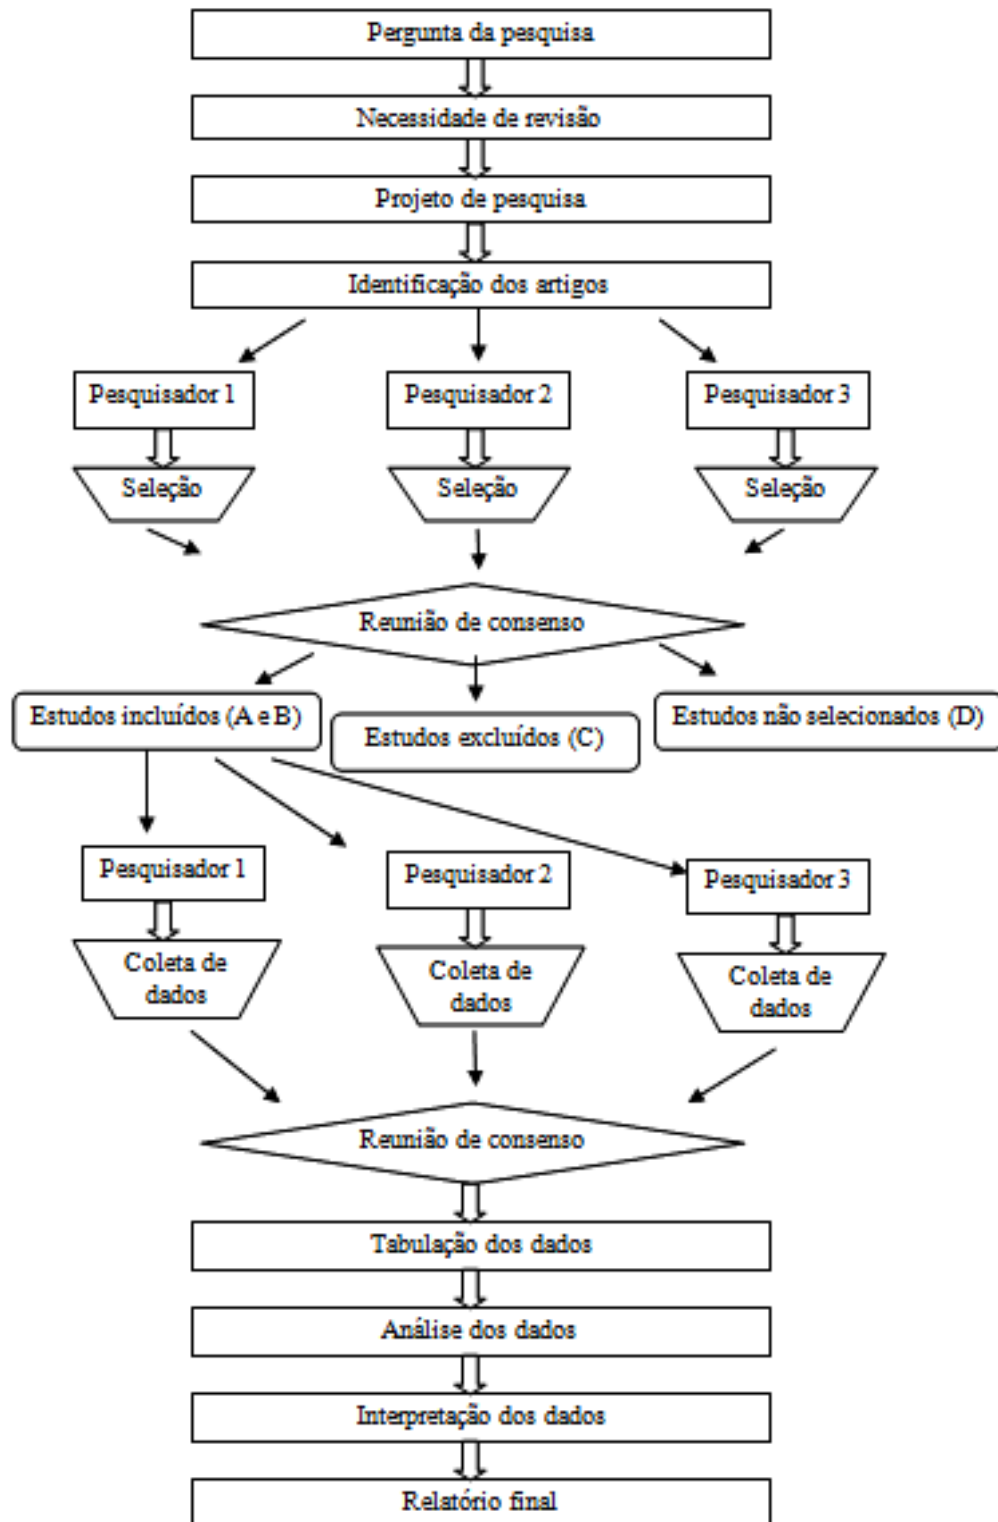 Pergunta da pesquisa
Necessidade de revisão
Projeto de pesquisa
Identificação dos artigos
Pesquisador 1
Pesquisador 2
Pesquisador 3
Seleção
Seleção
Seleção
Reunião de consenso
Estudos incluídos (A e B)
Estudos excluídos (C)
Estudos não selecionados (D)
Pesquisador 1
Pesquisador 2
Pesquisador 3
Coleta de
dados
Coleta de
dados
Coleta de
dados
Reunião de consenso
Tabulação dos dados
Análise dos dados
Interpretação dos dados
Relatório final